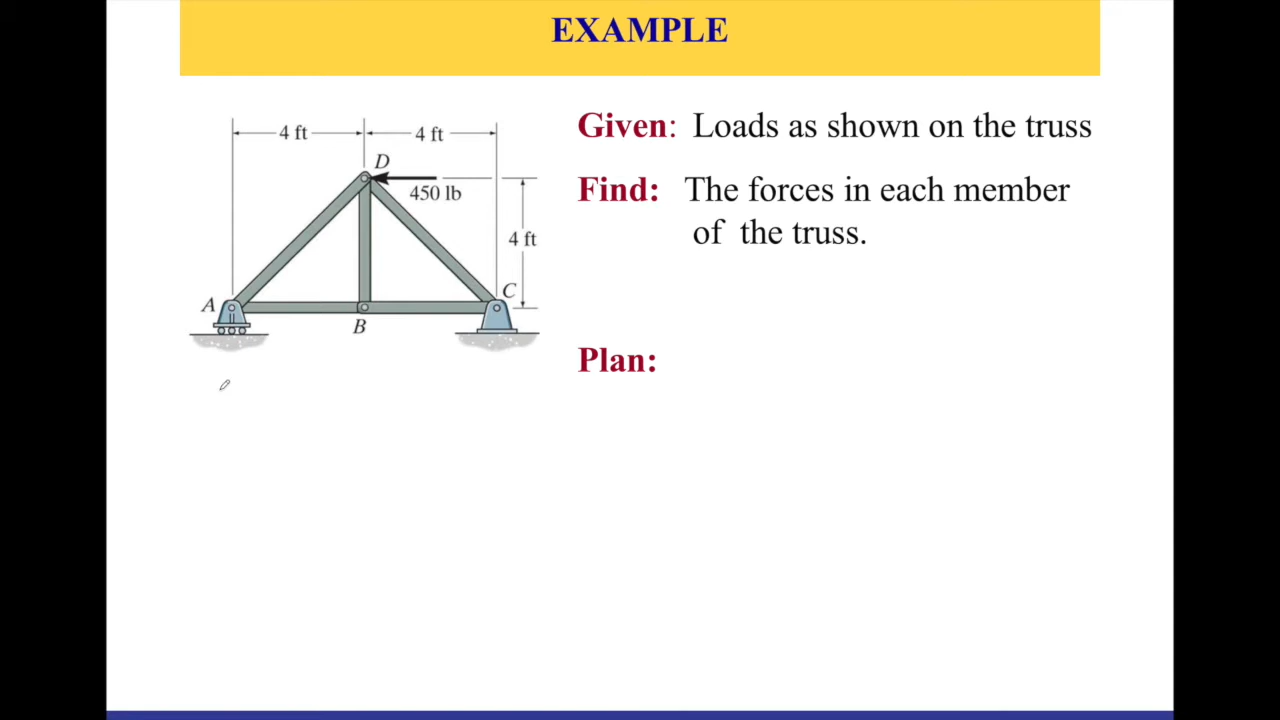 EXAMPLE
4 ft
4 ft
D
450 lb
4 ft
A
C
B
Given: Loads as shown on the truss
Find: The forces in each member
of the truss.
Plan: